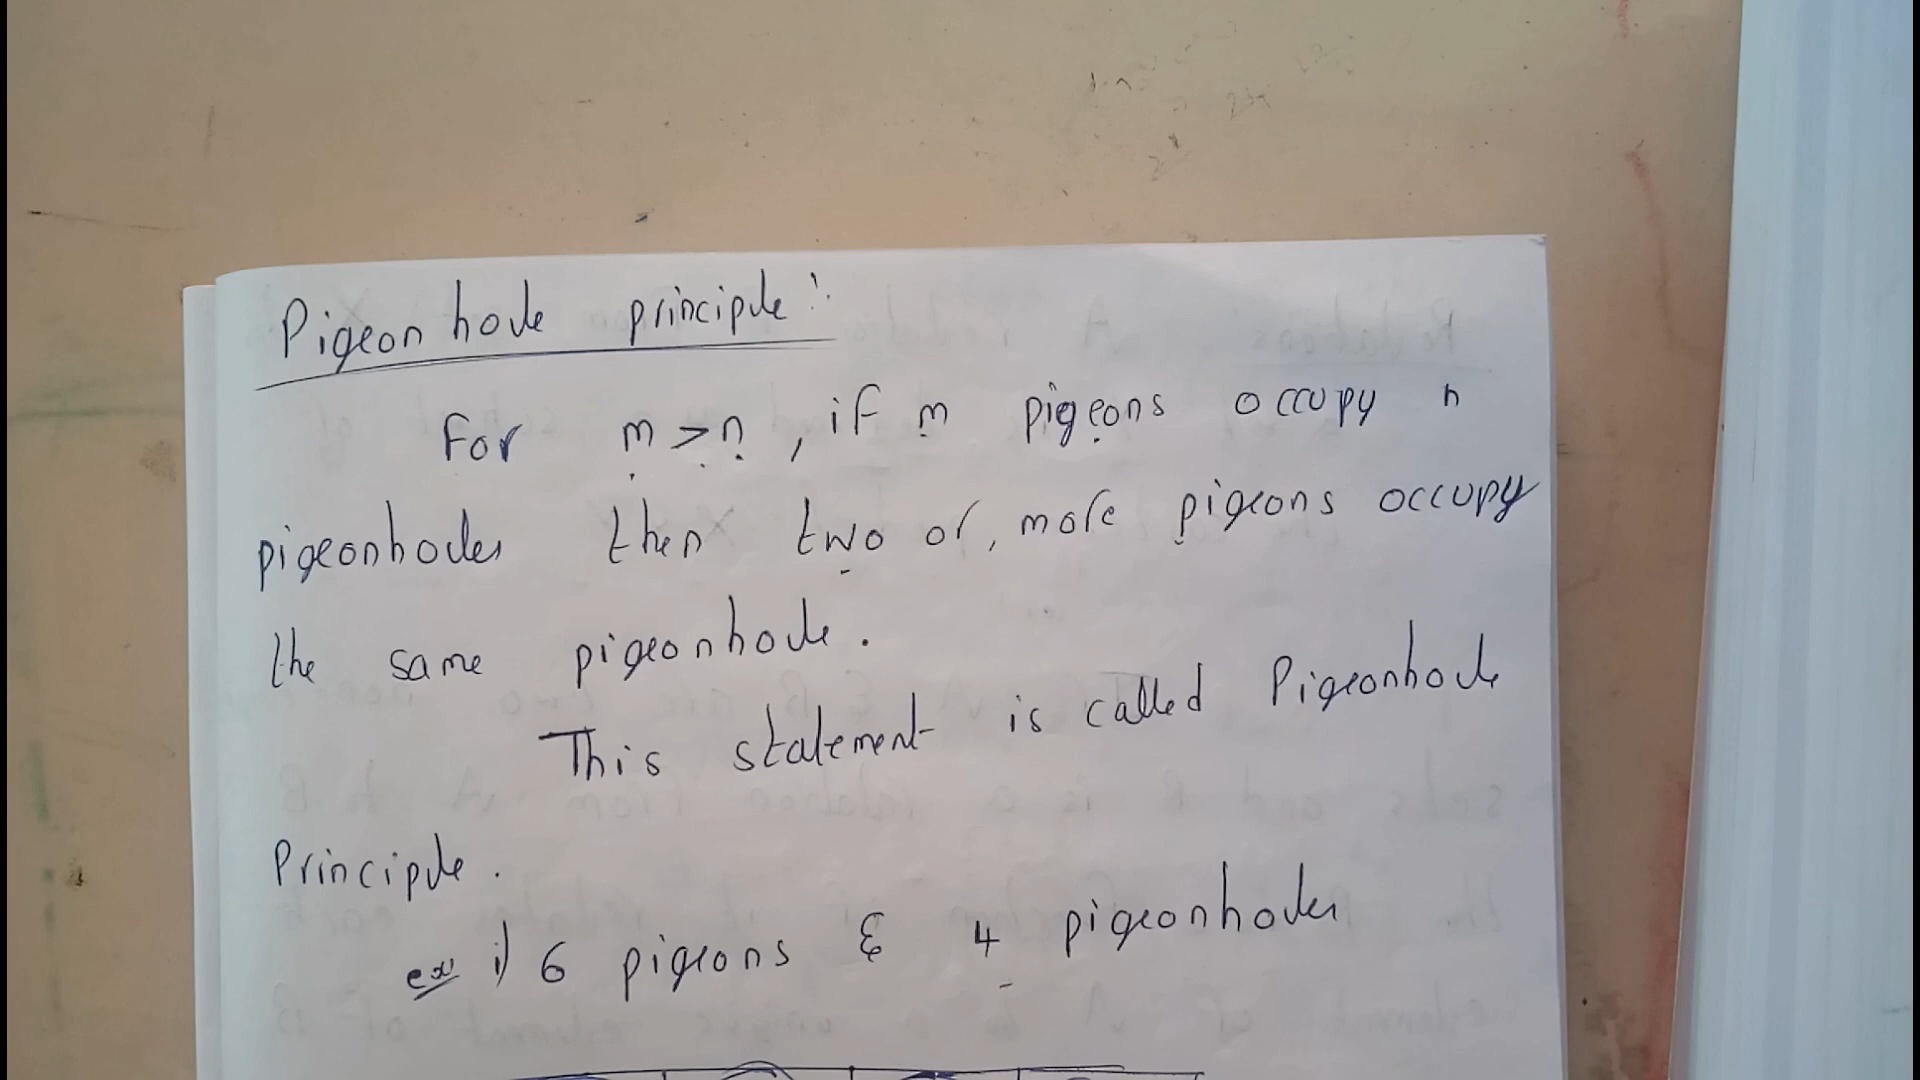 Pigeon hole principle :
For m > n , if m pigeons occupy n
pigeonholes then two or, more pigeons occupy
the same pigeonhole .
This statement is called Pigeonhole
Principle .
ex i) 6 pigeons & 4 pigeonholes